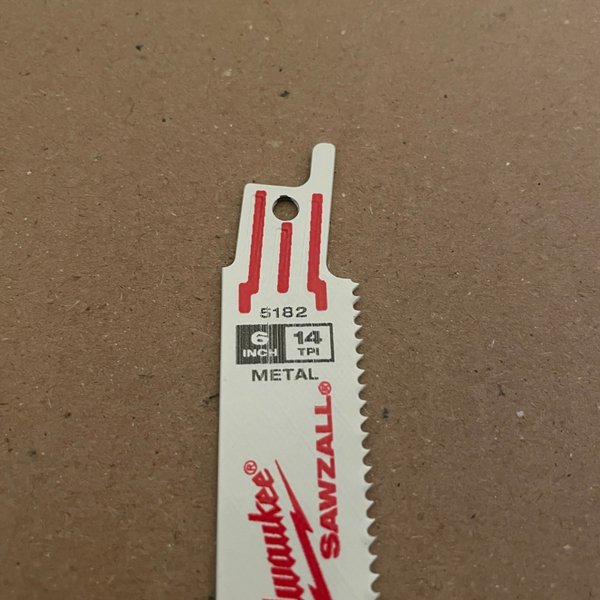 5182
6 14
INCH TPI
METAL
SAWZALL®
Milwaukee®